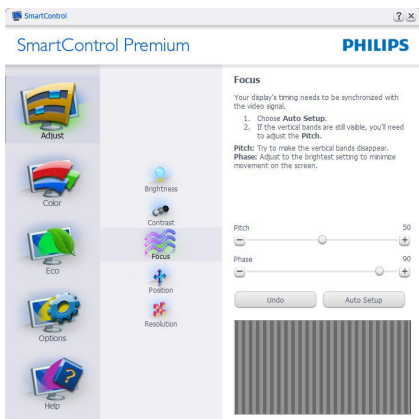 SmartControl
? x
SmartControl Premium
PHILIPS
Adjust
Color
Eco
Options
Help
Brightness
Contrast
Focus
Position
Resolution
Focus
Your display's timing needs to be synchronized with
the video signal.
1. Choose Auto Setup.
2. If the vertical bands are still visible, you'll need
to adjust the Pitch.
Pitch: Try to make the vertical bands disappear.
Phase: Adjust to the brightest setting to minimize
movement on the screen.
Pitch 50
Phase 90
Undo Auto Setup